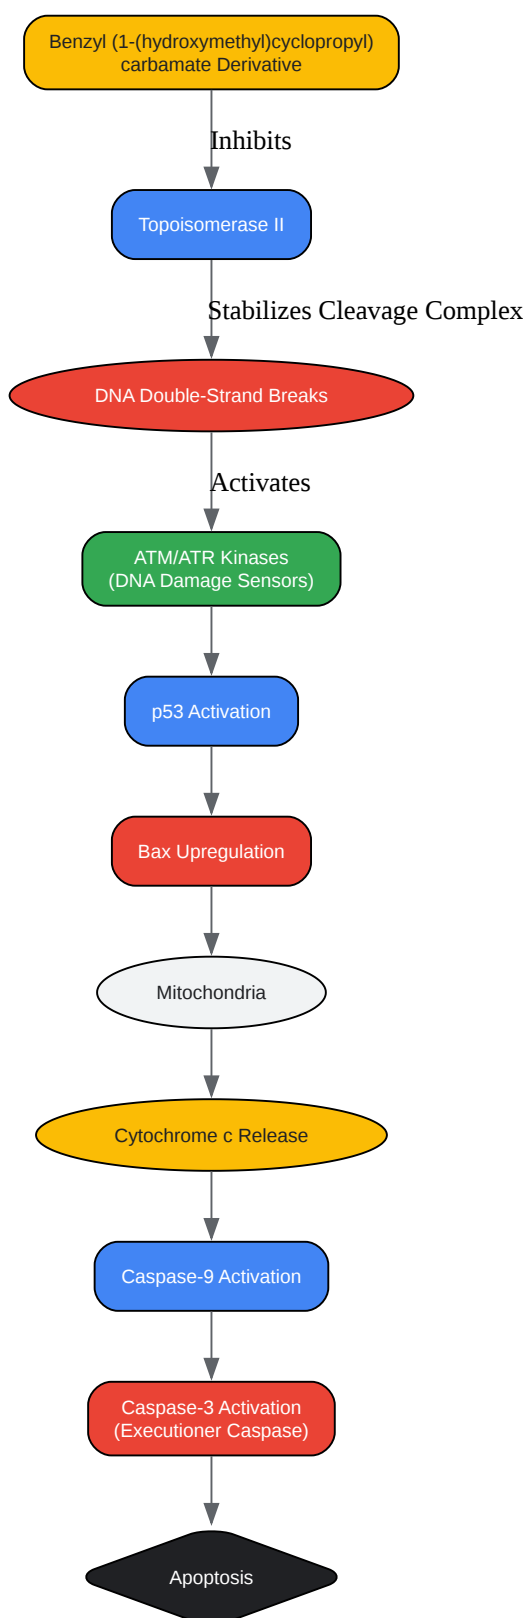 Benzyl (1-(hydroxymethyl)cyclopropyl)
carbamate Derivative
Inhibits
Topoisomerase II
Stabilizes Cleavage Complex
DNA Double-Strand Breaks
Activates
ATM/ATR Kinases
(DNA Damage Sensors)
p53 Activation
Bax Upregulation
Mitochondria
Cytochrome c Release
Caspase-9 Activation
Caspase-3 Activation
(Executioner Caspase)
Apoptosis